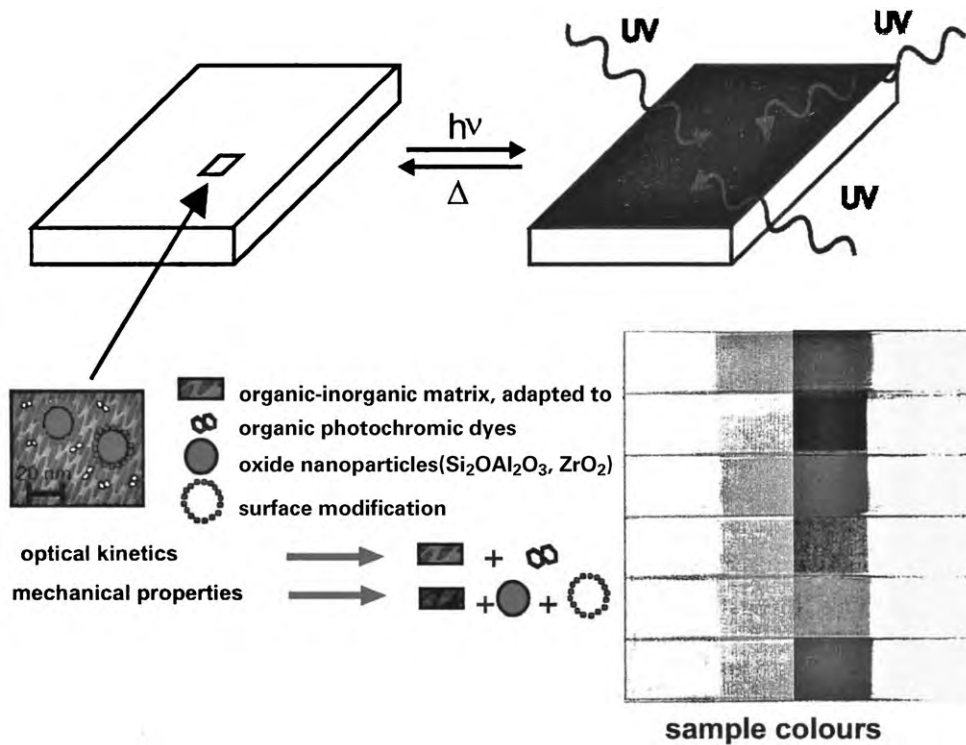 UV
UV
hν
Δ
UV
20 nm
organic-inorganic matrix, adapted to
organic photochromic dyes
oxide nanoparticles(Si₂OAl₂O₃, ZrO₂)
surface modification
optical kinetics
+
mechanical properties
+ +
sample colours